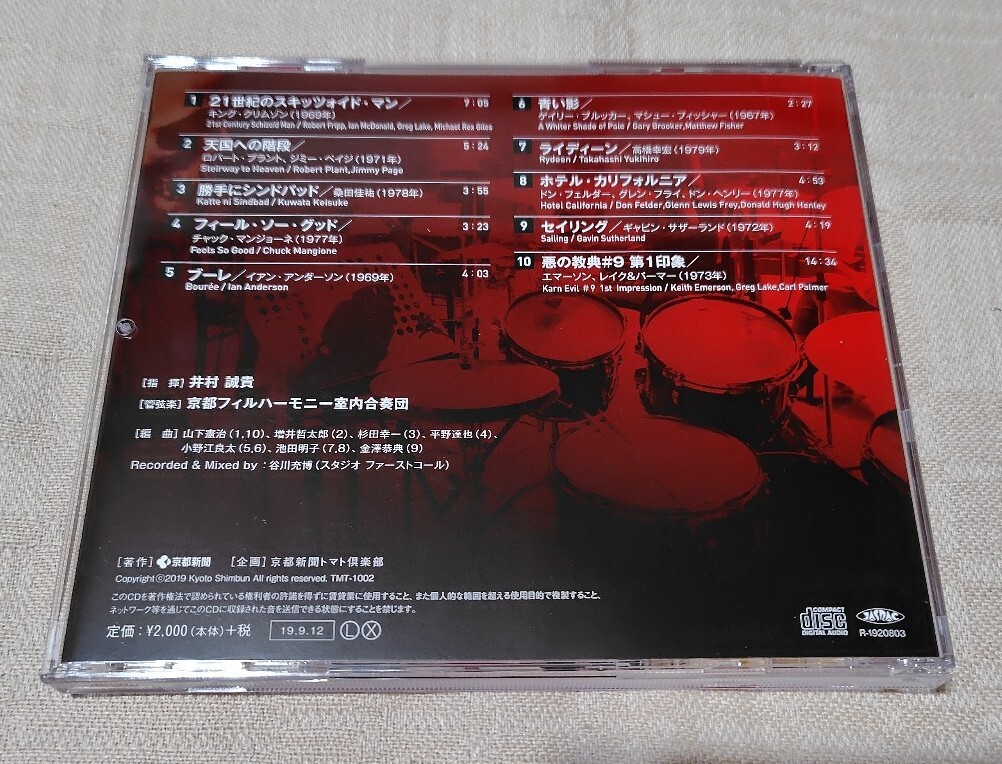 1 21世紀のスキッツォイド・マン／ 7:05
キング・クリムゾン(1969年)
21st Century Schizoid Man / Robert Fripp, Ian McDonald, Greg Lake, Michael Rex Giles
2 天国への階段／ 5:24
ロバート・プラント、ジミー・ペイジ(1971年)
Steirway to Heaven / Robert Plant,Jimmy Page
3 勝手にシンドバッド／桑田佳祐(1978年) 3:55
Katte ni Sindbad / Kuwata Keisuke
4 フィール・ソー・グッド／ 3:23
チャック・マンジョーネ(1977年)
Feels So Good / Chuck Mangione
5 ブーレ／イアン・アンダーソン(1969年) 4:03
Bourée / Ian Anderson
6 青い影／ 2:27
ゲイリー・ブルッカー、マシュー・フィッシャー(1967年)
A Whiter Shade of Pale / Gary Brooker,Matthew Fisher
7 ライディーン／高橋幸宏(1979年) 3:12
Rydeen / Takahashi Yukihiro
8 ホテル・カリフォルニア／ 4:53
ドン・フェルダー、グレン・フライ、ドン・ヘンリー(1977年)
Hotel California / Don Felder,Glenn Lewis Frey,Donald Hugh Henley
9 セイリング／ギャビン・サザーランド(1972年) 4:19
Sailing / Gavin Sutherland
10 悪の教典#9 第1印象／ 14:34
エマーソン、レイク&パーマー(1973年)
Karn Evil #9 1st Impression / Keith Emerson, Greg Lake,Carl Palmer
[指 揮] 井村 誠貴
[管弦楽] 京都フィルハーモニー室内合奏団
[編 曲] 山下憲治(1,10)、増井哲太郎(2)、杉田幸一(3)、平野達也(4)、
小野江良太(5,6)、池田明子(7,8)、金澤恭典(9)
Recorded & Mixed by：谷川充博(スタジオ ファーストコール)
[著作] 京都新聞 [企画] 京都新聞トマト倶楽部
Copyright©2019 Kyoto Shimbun All rights reserved. TMT-1002
このCDを著作権法で認められている権利者の許諾を得ずに賃貸業に使用すること、また個人的な範囲を超える使用目的で複製すること、
ネットワーク等を通じてこのCDに収録された音を送信できる状態にすることを禁じます。
定価：¥2,000(本体)+税 19.9.12 Ⓛ Ⓧ
COMPACT
disc
DIGITAL AUDIO
JASRAC
R-1920803